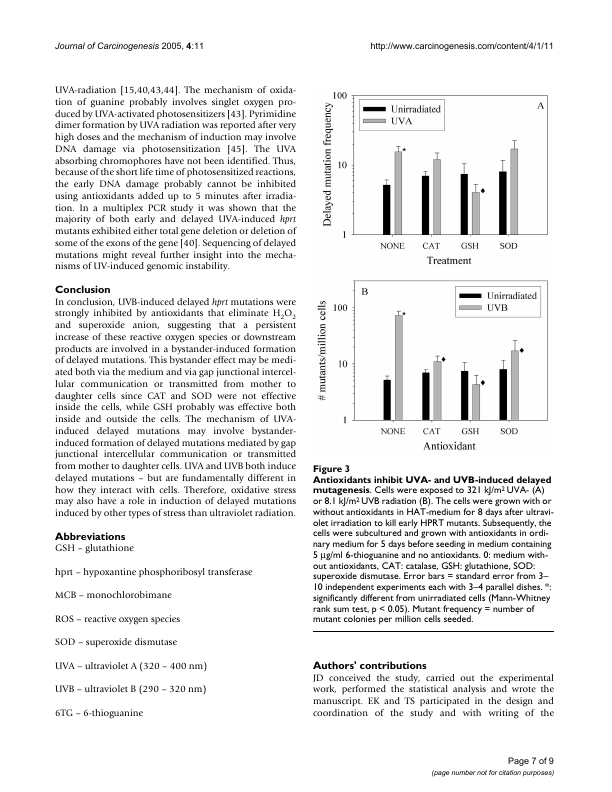 Journal of Carcinogenesis 2005, 4:11
http://www.carcinogenesis.com/content/4/1/11
UVA-radiation [15,40,43,44]. The mechanism of oxida-
tion of guanine probably involves singlet oxygen pro-
duced by UVA-activated photosensitizers [43]. Pyrimidine
dimer formation by UVA radiation was reported after very
high doses and the mechanism of induction may involve
DNA damage via photosensitization [45]. The UVA
absorbing chromophores have not been identified. Thus,
because of the short life time of photosensitized reactions,
the early DNA damage probably cannot be inhibited
using antioxidants added up to 5 minutes after irradia-
tion. In a multiplex PCR study it was shown that the
majority of both early and delayed UVA-induced hprt
mutants exhibited either total gene deletion or deletion of
some of the exons of the gene [40]. Sequencing of delayed
mutations might reveal further insight into the mecha-
nisms of UV-induced genomic instability.
Conclusion
In conclusion, UVB-induced delayed hprt mutations were
strongly inhibited by antioxidants that eliminate H2O2
and superoxide anion, suggesting that a persistent
increase of these reactive oxygen species or downstream
products are involved in a bystander-induced formation
of delayed mutations. This bystander effect may be medi-
ated both via the medium and via gap junctional intercel-
lular communication or transmitted from mother to
daughter cells since CAT and SOD were not effective
inside the cells, while GSH probably was effective both
inside and outside the cells. The mechanism of UVA-
induced delayed mutations may involve bystander-
induced formation of delayed mutations mediated by gap
junctional intercellular communication or transmitted
from mother to daughter cells. UVA and UVB both induce
delayed mutations – but are fundamentally different in
how they interact with cells. Therefore, oxidative stress
may also have a role in induction of delayed mutations
induced by other types of stress than ultraviolet radiation.
Abbreviations
GSH – glutathione
hprt – hypoxantine phosphoribosyl transferase
MCB – monochlorobimane
ROS – reactive oxygen species
SOD – superoxide dismutase
UVA – ultraviolet A (320 – 400 nm)
UVB – ultraviolet B (290 – 320 nm)
6TG – 6-thioguanine
Delayed mutation frequency
100
10
1
Unirradiated
UVA
A
*
♦
NONE CAT GSH SOD
Treatment
# mutants/million cells
100
10
1
B
Unirradiated
UVB
*
♦
♦
♦
NONE CAT GSH SOD
Antioxidant
Figure 3
Antioxidants inhibit UVA- and UVB-induced delayed
mutagenesis. Cells were exposed to 321 kJ/m² UVA- (A)
or 8.1 kJ/m² UVB radiation (B). The cells were grown with or
without antioxidants in HAT-medium for 8 days after ultravi-
olet irradiation to kill early HPRT mutants. Subsequently, the
cells were subcultured and grown with antioxidants in ordi-
nary medium for 5 days before seeding in medium containing
5 µg/ml 6-thioguanine and no antioxidants. 0: medium with-
out antioxidants, CAT: catalase, GSH: glutathione, SOD:
superoxide dismutase. Error bars = standard error from 3–
10 independent experiments each with 3–4 parallel dishes. *:
significantly different from unirradiated cells (Mann-Whitney
rank sum test, p < 0.05). Mutant frequency = number of
mutant colonies per million cells seeded.
Authors' contributions
JD conceived the study, carried out the experimental
work, performed the statistical analysis and wrote the
manuscript. EK and TS participated in the design and
coordination of the study and with writing of the
Page 7 of 9
(page number not for citation purposes)